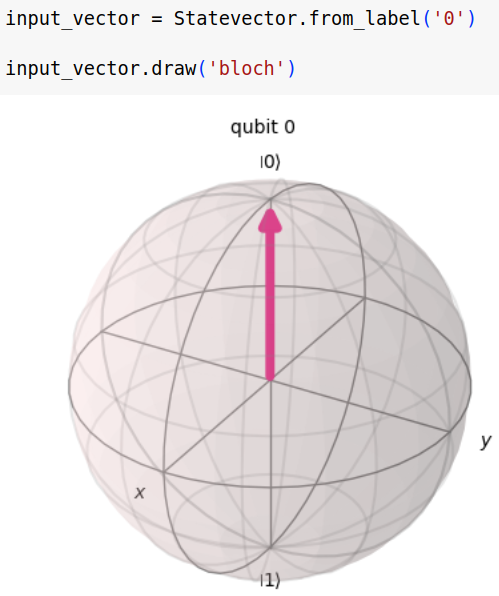 input_vector = Statevector.from_label('0')
input_vector.draw('bloch')
qubit 0
|0⟩
x
y
|1⟩